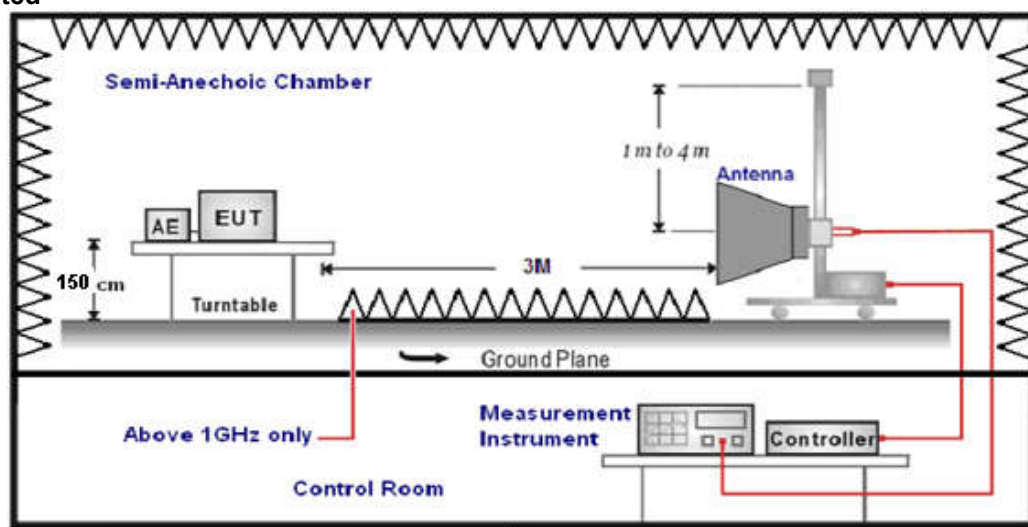 Semi-Anechoic Chamber
1 m to 4 m
Antenna
AE
EUT
3M
150 cm
Turntable
Ground Plane
Above 1GHz only
Measurement
Instrument
Controller
Control Room